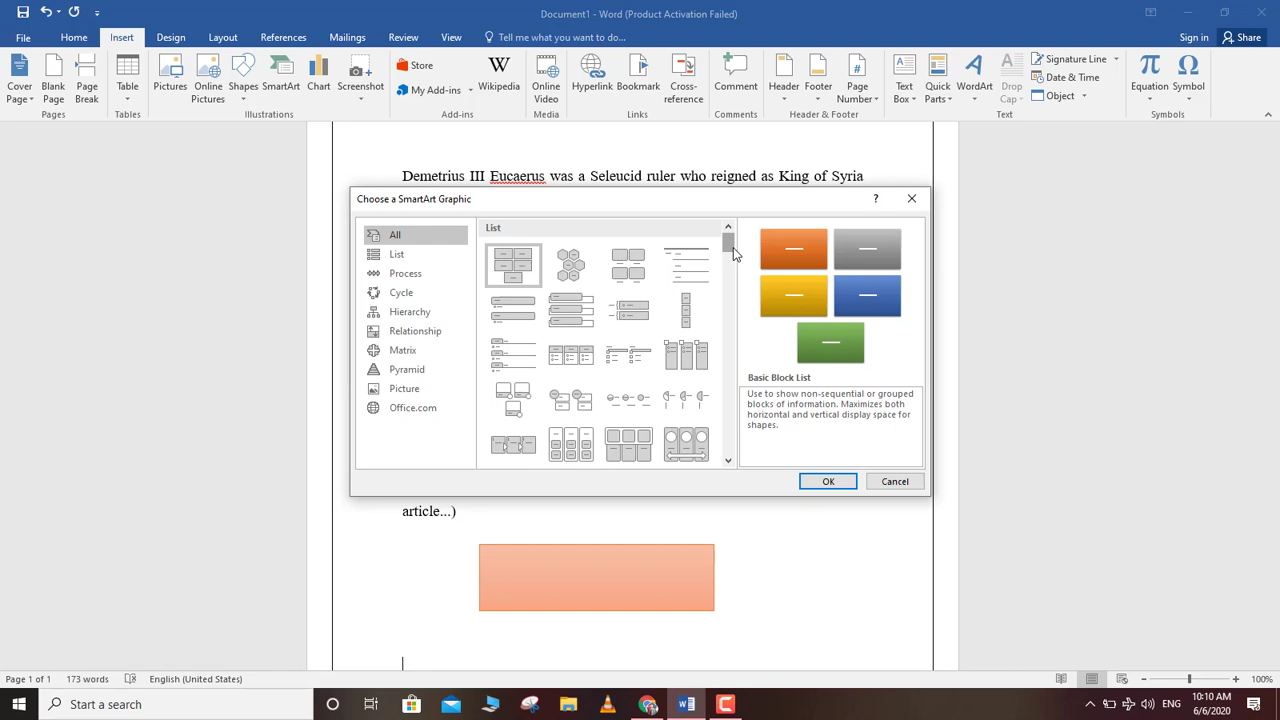 Document1 - Word (Product Activation Failed)
File Home Insert Design Layout References Mailings Review View Tell me what you want to do... Sign in Share
Cover Page Blank Page Page Break Table Pictures Online Pictures Shapes SmartArt Chart Screenshot Store My Add-ins Wikipedia Online Video Hyperlink Bookmark Cross-reference Comment Header Footer Page Number Text Box Quick Parts WordArt Drop Cap Signature Line Date & Time Object Equation Symbol
Pages Tables Illustrations Add-ins Media Links Comments Header & Footer Text Symbols
Demetrius III Eucaerus was a Seleucid ruler who reigned as King of Syria
Choose a SmartArt Graphic
All
List
Process
Cycle
Hierarchy
Relationship
Matrix
Pyramid
Picture
Office.com
List
Basic Block List
Use to show non-sequential or grouped
blocks of information. Maximizes both
horizontal and vertical display space for
shapes.
OK Cancel
article...)
Page 1 of 1 173 words English (United States) 100%
Type here to search
10:10 AM
6/6/2020